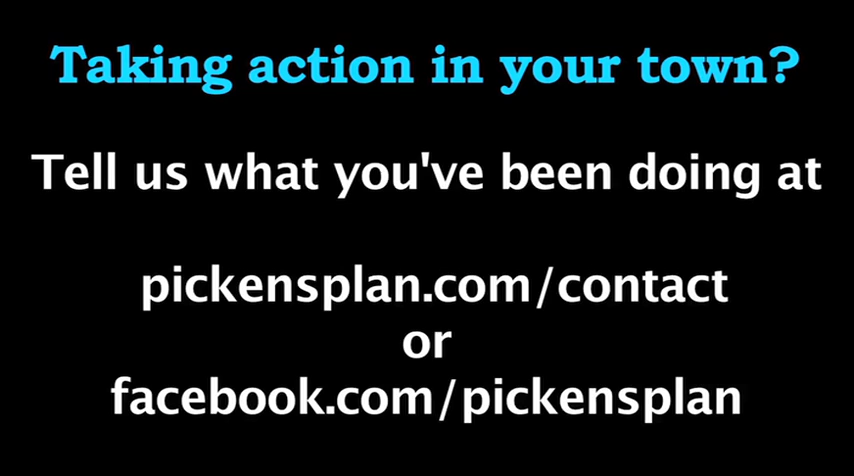 Taking action in your town?
Tell us what you've been doing at
pickensplan.com/contact
or
facebook.com/pickensplan